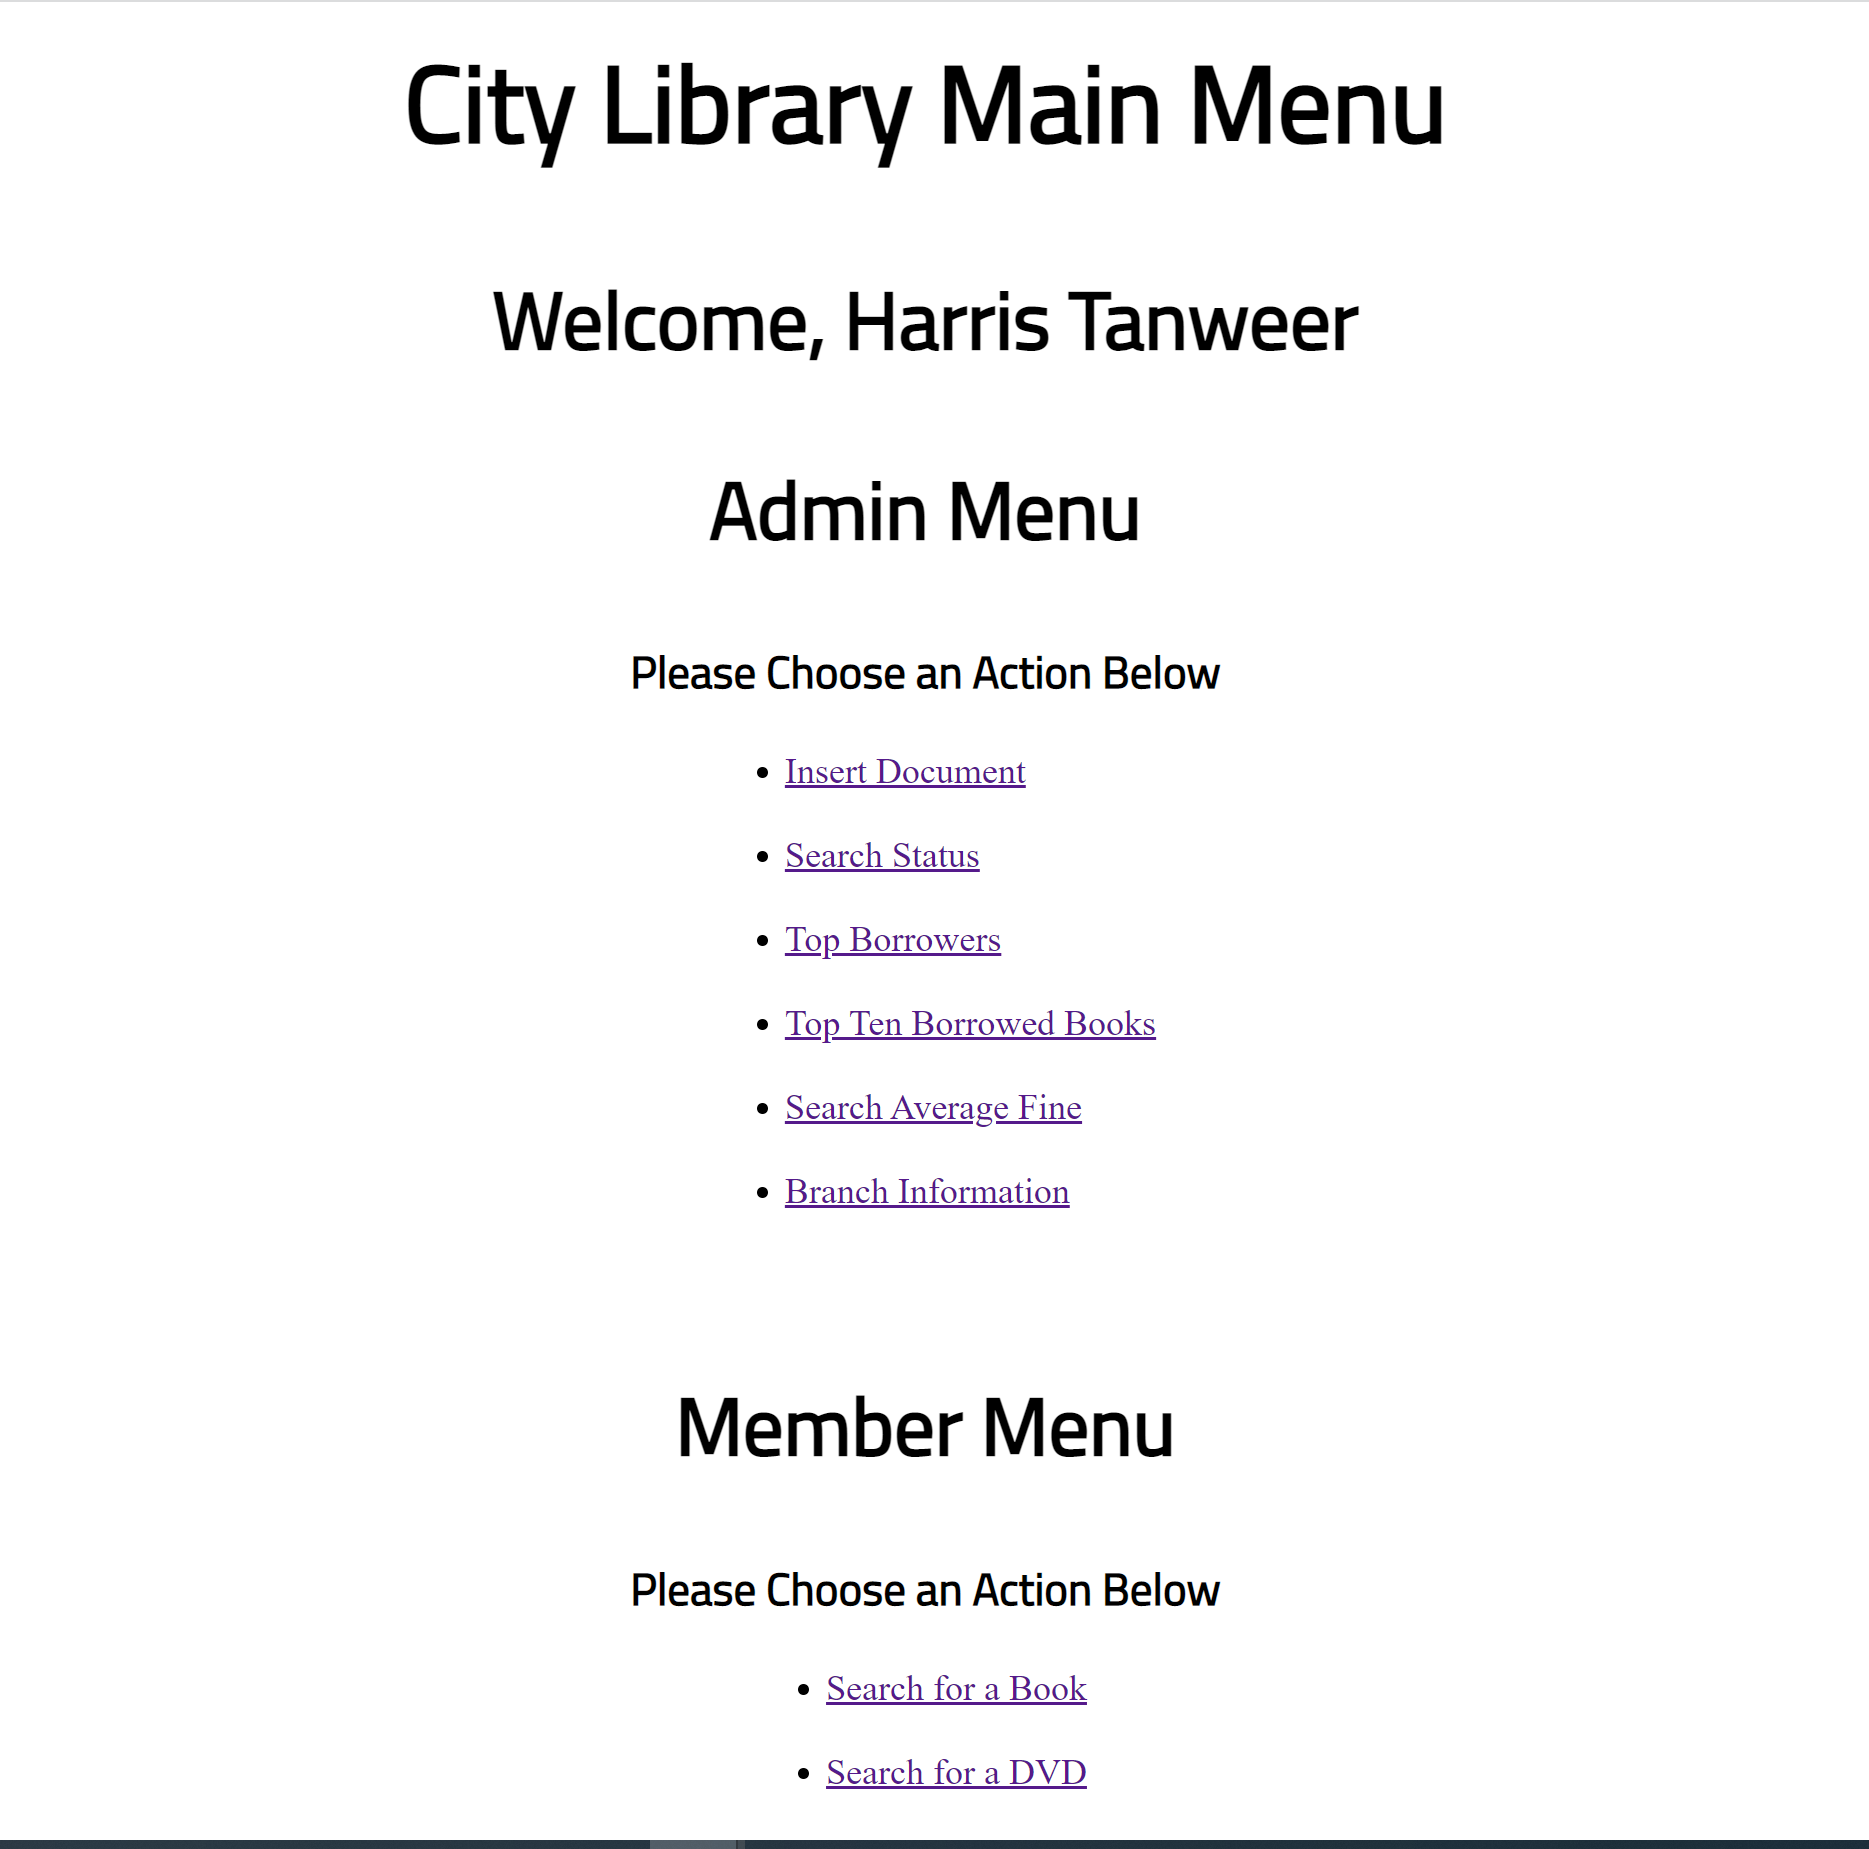 City Library Main Menu
Welcome, Harris Tanweer
Admin Menu
Please Choose an Action Below
Insert Document
Search Status
Top Borrowers
Top Ten Borrowed Books
Search Average Fine
Branch Information
Member Menu
Please Choose an Action Below
Search for a Book
Search for a DVD